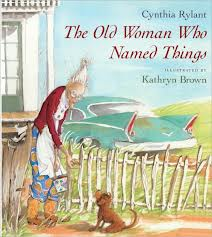 Cynthia Rylant
The Old Woman Who
Named Things
ILLUSTRATED BY
Kathryn Brown